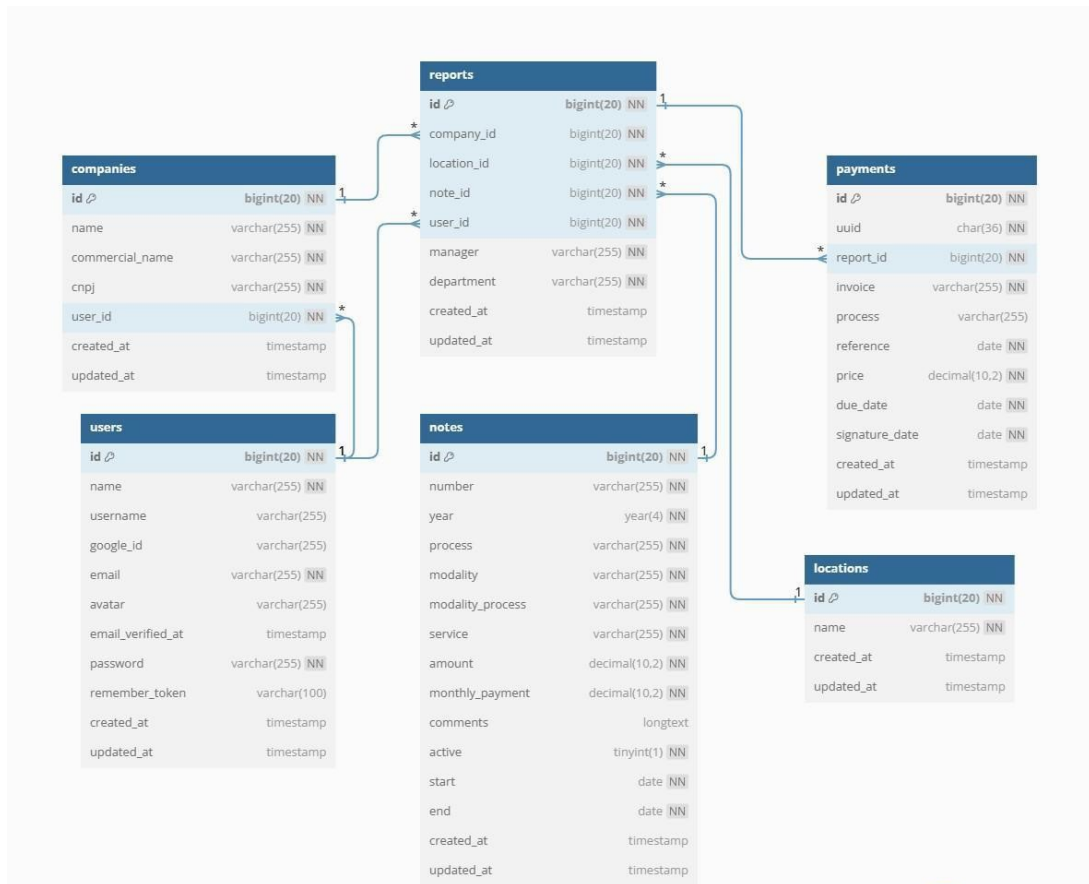 reports
id bigint(20) NN
company_id bigint(20) NN
location_id bigint(20) NN
note_id bigint(20) NN
user_id bigint(20) NN
manager varchar(255) NN
department varchar(255) NN
created_at timestamp
updated_at timestamp
1
*
*
*
*
companies
id bigint(20) NN
name varchar(255) NN
commercial_name varchar(255) NN
cnpj varchar(255) NN
user_id bigint(20) NN
created_at timestamp
updated_at timestamp
1
*
payments
id bigint(20) NN
uuid char(36) NN
report_id bigint(20) NN
invoice varchar(255) NN
process varchar(255)
reference date NN
price decimal(10,2) NN
due_date date NN
signature_date date NN
created_at timestamp
updated_at timestamp
*
users
id bigint(20) NN
name varchar(255) NN
username varchar(255)
google_id varchar(255)
email varchar(255) NN
avatar varchar(255)
email_verified_at timestamp
password varchar(255) NN
remember_token varchar(100)
created_at timestamp
updated_at timestamp
1
notes
id bigint(20) NN
number varchar(255) NN
year year(4) NN
process varchar(255) NN
modality varchar(255) NN
modality_process varchar(255) NN
service varchar(255) NN
amount decimal(10,2) NN
monthly_payment decimal(10,2) NN
comments longtext
active tinyint(1) NN
start date NN
end date NN
created_at timestamp
updated_at timestamp
1
locations
id bigint(20) NN
name varchar(255) NN
created_at timestamp
updated_at timestamp
1